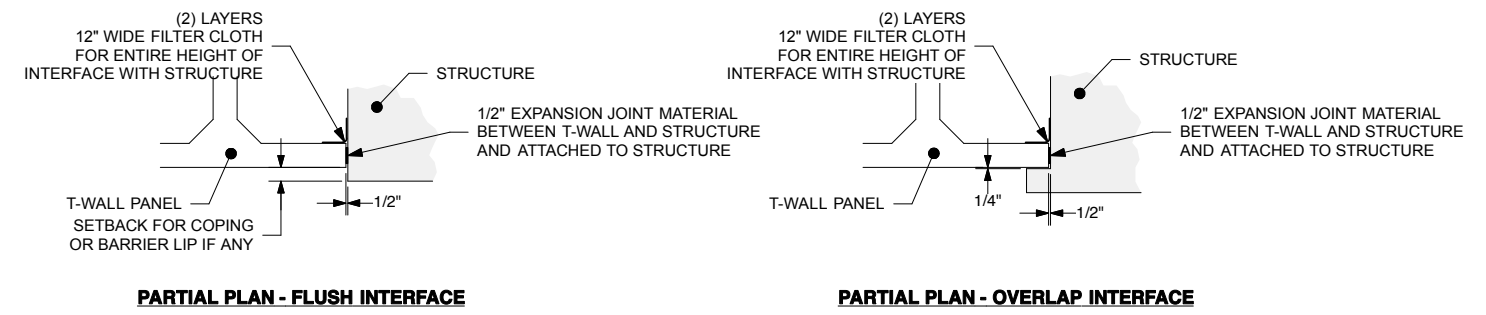 (2) LAYERS
12" WIDE FILTER CLOTH
FOR ENTIRE HEIGHT OF
INTERFACE WITH STRUCTURE
STRUCTURE
1/2" EXPANSION JOINT MATERIAL
BETWEEN T-WALL AND STRUCTURE
AND ATTACHED TO STRUCTURE
T-WALL PANEL
1/2"
SETBACK FOR COPING
OR BARRIER LIP IF ANY
PARTIAL PLAN - FLUSH INTERFACE
(2) LAYERS
12" WIDE FILTER CLOTH
FOR ENTIRE HEIGHT OF
INTERFACE WITH STRUCTURE
STRUCTURE
1/2" EXPANSION JOINT MATERIAL
BETWEEN T-WALL AND STRUCTURE
AND ATTACHED TO STRUCTURE
T-WALL PANEL
1/4"
1/2"
PARTIAL PLAN - OVERLAP INTERFACE